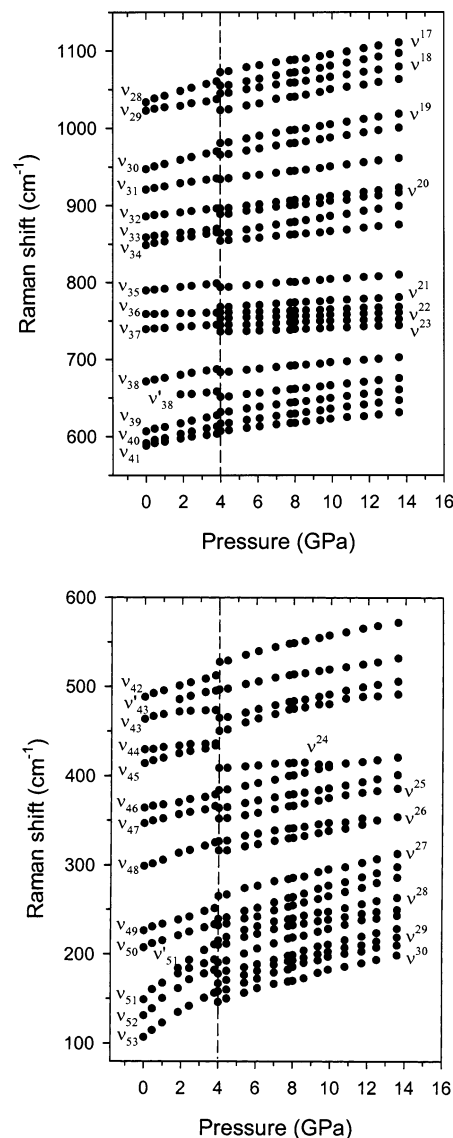 1100
1000
900
800
700
600
Raman shift (cm⁻¹)
ν28
ν29
ν30
ν31
ν32
ν33
ν34
ν35
ν36
ν37
ν38
ν'38
ν39
ν40
ν41
ν17
ν18
ν19
ν20
ν21
ν22
ν23
0 2 4 6 8 10 12 14 16
Pressure (GPa)
600
500
400
300
200
100
Raman shift (cm⁻¹)
ν42
ν'43
ν43
ν44
ν45
ν46
ν47
ν48
ν49
ν50
ν'51
ν51
ν52
ν53
ν24
ν25
ν26
ν27
ν28
ν29
ν30
0 2 4 6 8 10 12 14 16
Pressure (GPa)